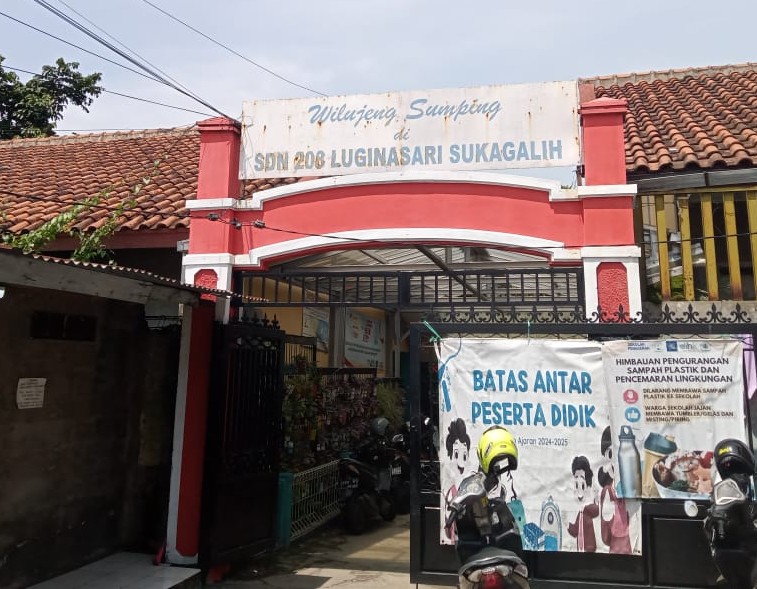 Wilujeng Sumping
di
SDN 208 LUGINASARI SUKAGALIH
BATAS ANTAR
PESERTA DIDIK
Ajaran 2024-2025
HIMBAUAN PENGURANGAN
SAMPAH PLASTIK DAN
PENCEMARAN LINGKUNGAN
DILARANG MEMBAWA SAMPAH
PLASTIK KE SEKOLAH
WARGA SEKOLAH JAJAN
MEMBAWA TUMBLER/GELAS DAN
MISTING/PIRING